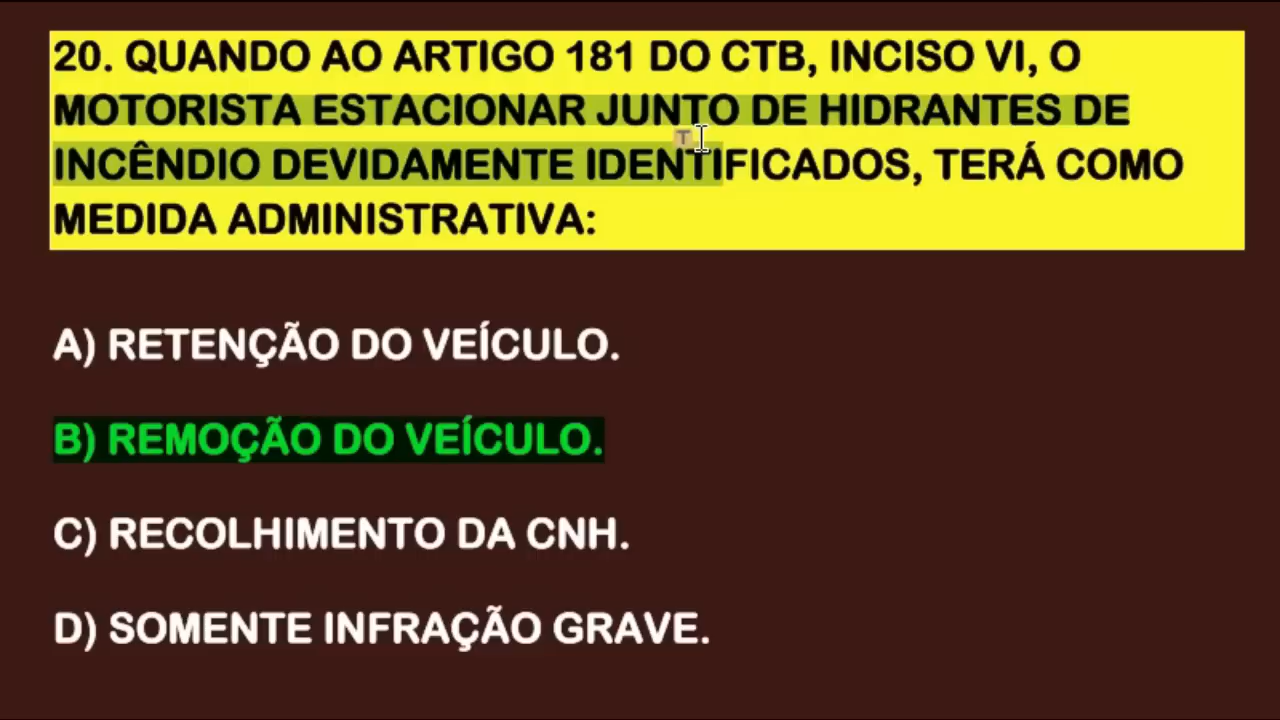 20. QUANDO AO ARTIGO 181 DO CTB, INCISO VI, O
MOTORISTA ESTACIONAR JUNTO DE HIDRANTES DE
INCÊNDIO DEVIDAMENTE IDENTIFICADOS, TERÁ COMO
MEDIDA ADMINISTRATIVA:
A) RETENÇÃO DO VEÍCULO.
B) REMOÇÃO DO VEÍCULO.
C) RECOLHIMENTO DA CNH.
D) SOMENTE INFRAÇÃO GRAVE.